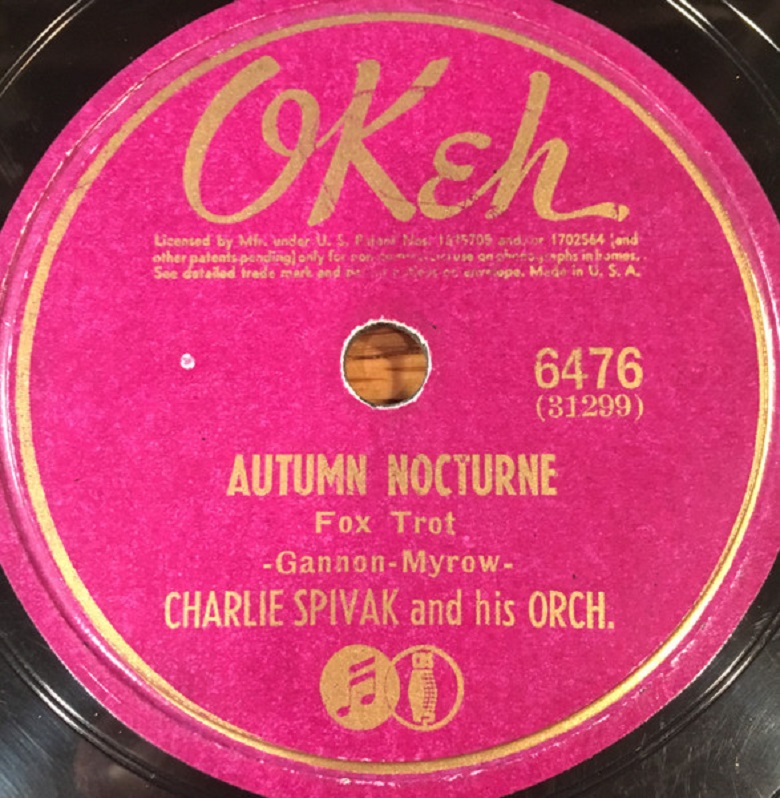 OKeh
Licensed by Mfr. under U. S. Patent Nos. 1637705 and/or 1702564 (and
other patents pending) only for non use on phonographs in homes.
See detailed trade mark and on envelope. Made in U. S. A.
6476
(31299)
AUTUMN NOCTURNE
Fox Trot
-Gannon-Myrow-
CHARLIE SPIVAK and his ORCH.